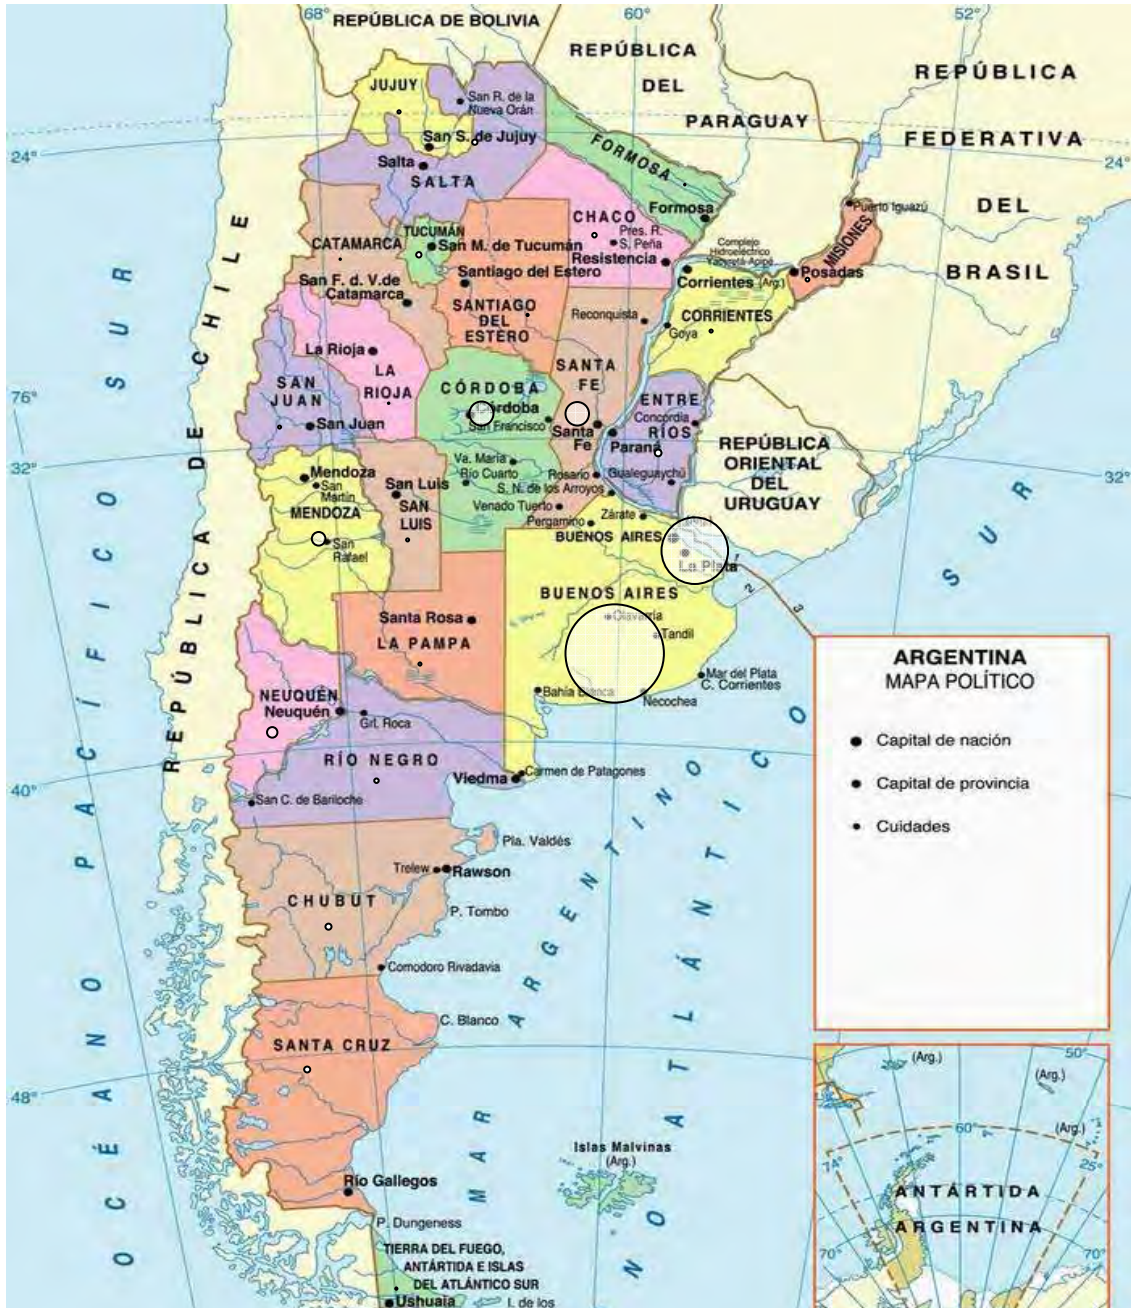 68°
60°
52°
REPÚBLICA DE BOLIVIA
REPÚBLICA
DEL
PARAGUAY
REPÚBLICA
FEDERATIVA
DEL
BRASIL
JUJUY
San R. de la
Nueva Orán
San S. de Jujuy
24°
24°
Salta
SALTA
FORMOSA
Formosa
CHACO
Pres. R.
S. Peña
Resistencia
Puerto Iguazú
MISIONES
Posadas
Complejo
Hidroeléctrico
Yacyretá-Apipé
(Arg.)
Corrientes
CORRIENTES
TUCUMÁN
San M. de Tucumán
CATAMARCA
San F. d. V.de
Catamarca
Santiago del Estero
SANTIAGO
DEL
ESTERO
Reconquista
Goya
La Rioja
LA
RIOJA
SANTA
FE
SAN
JUAN
San Juan
CÓRDOBA
Córdoba
San Francisco
Santa
Fe
ENTRE
RÍOS
Concordia
Paraná
76°
32°
32°
REPÚBLICA
ORIENTAL
DEL
URUGUAY
Mendoza
San
Martín
MENDOZA
San
Rafael
San Luis
SAN
LUIS
Va. María
Río Cuarto
Rosario
Gualeguaychú
S. N. de los Arroyos
Venado Tuerto
Zárate
Pergamino
BUENOS AIRES
La Plata
1
2
3
BUENOS AIRES
Olavarría
Tandil
Santa Rosa
LA PAMPA
Mar del Plata
C. Corrientes
Bahía Blanca
Necochea
NEUQUÉN
Neuquén
Grl. Roca
RÍO NEGRO
Viedma
Carmen de Patagones
40°
San C. de Bariloche
Pla. Valdés
Trelew
Rawson
CHUBUT
P. Tombo
Comodoro Rivadavia
C. Blanco
SANTA CRUZ
48°
Islas Malvinas
(Arg.)
Río Gallegos
P. Dungeness
TIERRA DEL FUEGO,
ANTÁRTIDA E ISLAS
DEL ATLÁNTICO SUR
Ushuaia
I. de los
REPÚBLICA DE CHILE
OCÉANO PACÍFICO SUR
MAR ARGENTINO
NO ATLÁNTICO SUR
ARGENTINA
MAPA POLÍTICO
Capital de nación
Capital de provincia
Cuidades
(Arg.)
50°
(Arg.)
60°
(Arg.)
74°
25°
ANTÁRTIDA
ARGENTINA
70°
70°